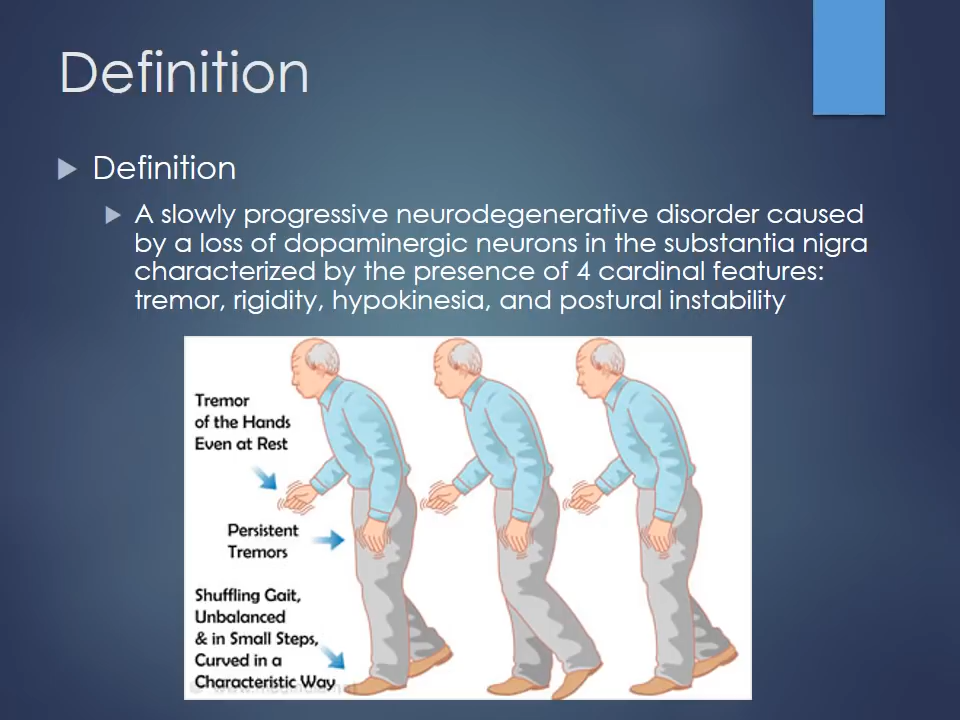 Definition
Definition
A slowly progressive neurodegenerative disorder caused
by a loss of dopaminergic neurons in the substantia nigra
characterized by the presence of 4 cardinal features:
tremor, rigidity, hypokinesia, and postural instability
Tremor
of the Hands
Even at Rest
Persistent
Tremors
Shuffling Gait,
Unbalanced
& in Small Steps,
Curved in a
Characteristic Way